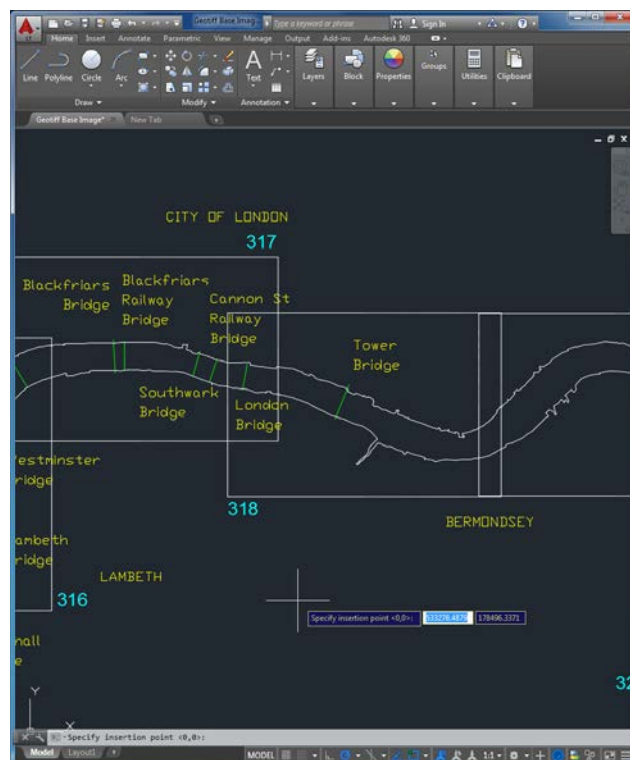 Geotiff Base Imag...
Type a keyword or phrase
Sign In
Home Insert Annotate Parametric View Manage Output Add-ins Autodesk 360
Line Polyline Circle Arc
Text
Layers Block Properties Groups Utilities Clipboard
Draw Modify Annotation
Geotiff Base Image* New Tab
CITY OF LONDON
317
Blackfriars
Bridge
Blackfriars
Railway
Bridge
Cannon St
Railway
Bridge
Tower
Bridge
Southwark
Bridge
London
Bridge
estminster
ridge
318
BERMONDSEY
ambeth
ridge
LAMBETH
316
Specify insertion point <0,0>: 178496.3371
nall
e
32
Y
X
-Specify insertion point <0,0>:
Model Layout1 +
MODEL 1:1